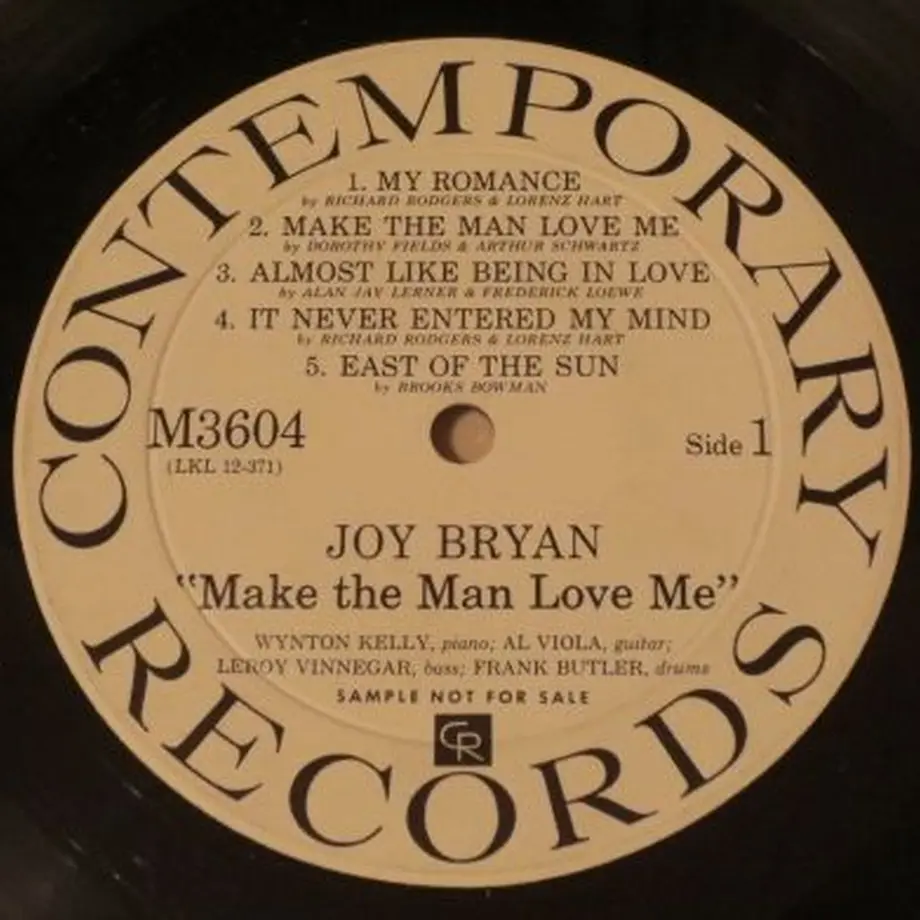 CONTEMPORARY
1. MY ROMANCE
by RICHARD RODGERS & LORENZ HART
2. MAKE THE MAN LOVE ME
by DOROTHY FIELDS & ARTHUR SCHWARTZ
3. ALMOST LIKE BEING IN LOVE
by ALAN JAY LERNER & FREDERICK LOEWE
4. IT NEVER ENTERED MY MIND
by RICHARD RODGERS & LORENZ HART
5. EAST OF THE SUN
by BROOKS BOWMAN
M3604
(LKL 12-371)
Side 1
JOY BRYAN
“Make the Man Love Me”
WYNTON KELLY, piano; AL VIOLA, guitar;
LEROY VINNEGAR, bass; FRANK BUTLER, drums
SAMPLE NOT FOR SALE
CR
RECORDS